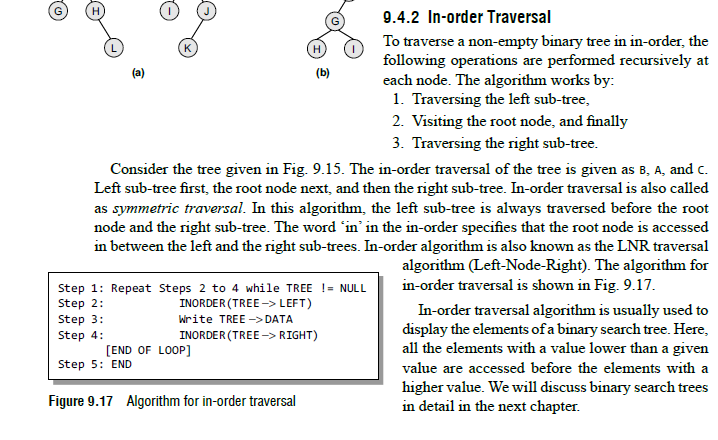 G H I J
G
L K H I
(a) (b)
9.4.2 In-order Traversal
To traverse a non-empty binary tree in in-order, the
following operations are performed recursively at
each node. The algorithm works by:
1. Traversing the left sub-tree,
2. Visiting the root node, and finally
3. Traversing the right sub-tree.
Consider the tree given in Fig. 9.15. The in-order traversal of the tree is given as B, A, and C.
Left sub-tree first, the root node next, and then the right sub-tree. In-order traversal is also called
as symmetric traversal. In this algorithm, the left sub-tree is always traversed before the root
node and the right sub-tree. The word ‘in’ in the in-order specifies that the root node is accessed
in between the left and the right sub-trees. In-order algorithm is also known as the LNR traversal
algorithm (Left-Node-Right). The algorithm for
in-order traversal is shown in Fig. 9.17.
Step 1: Repeat Steps 2 to 4 while TREE != NULL
Step 2: INORDER(TREE—> LEFT)
Step 3: Write TREE —>DATA
Step 4: INORDER(TREE—> RIGHT)
[END OF LOOP]
Step 5: END
Figure 9.17 Algorithm for in-order traversal
In-order traversal algorithm is usually used to
display the elements of a binary search tree. Here,
all the elements with a value lower than a given
value are accessed before the elements with a
higher value. We will discuss binary search trees
in detail in the next chapter.